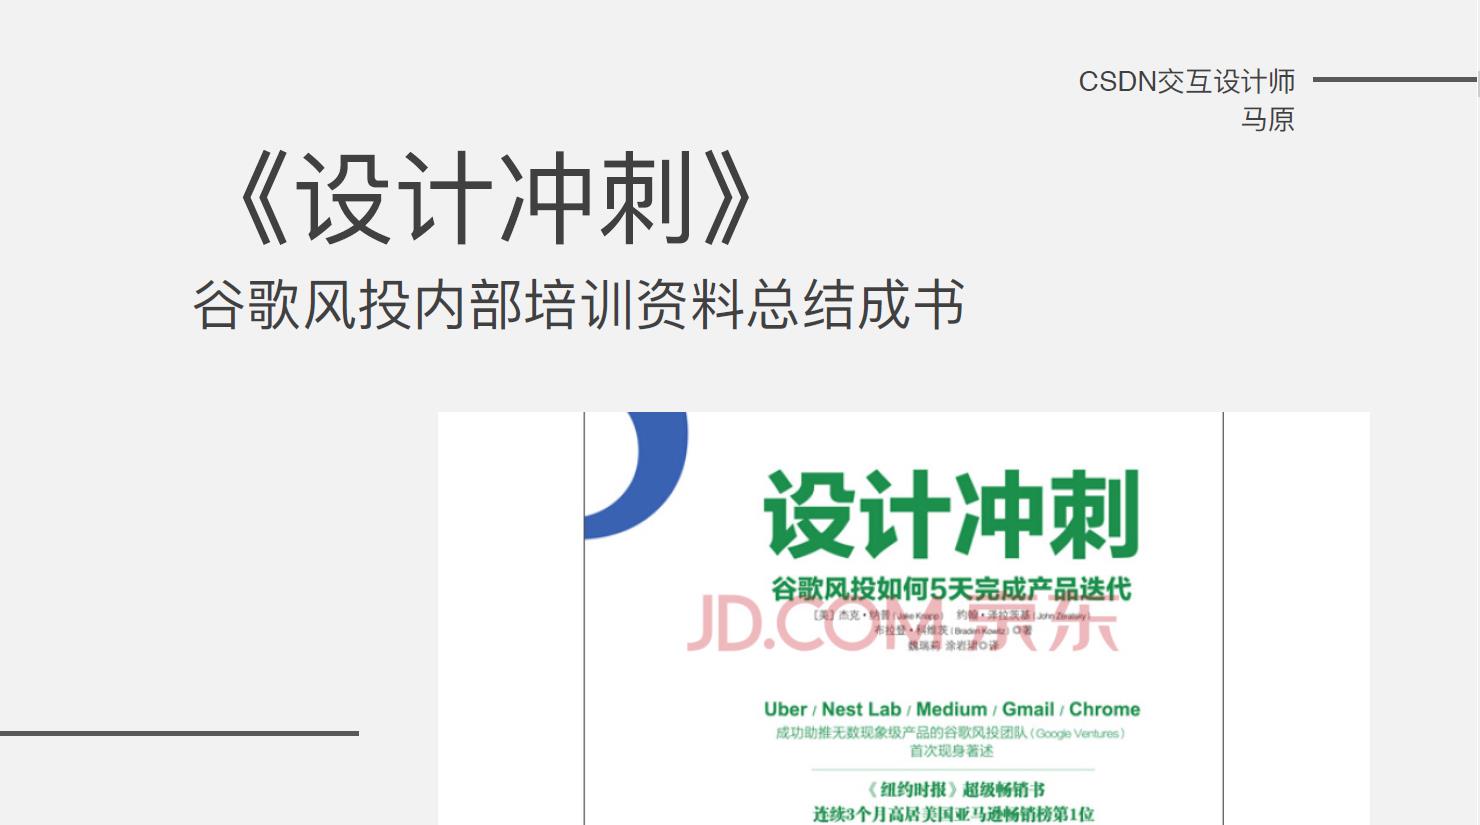 CSDN交互设计师
马原
《设计冲刺》
谷歌风投内部培训资料总结成书
设计冲刺
谷歌风投如何5天完成产品迭代
JD.COM 京东
[美] 杰克·纳普 (Jake Knapp) 约翰·泽拉茨基 (John Zeratsky)
布拉登·科维茨 (Braden Kowitz) ◎著
魏瑞莉 涂岩珺◎译
Uber / Nest Lab / Medium / Gmail / Chrome
成功助推无数现象级产品的谷歌风投团队 (Google Ventures)
首次现身著述
《纽约时报》超级畅销书
连续3个月高居美国亚马逊畅销榜第1位